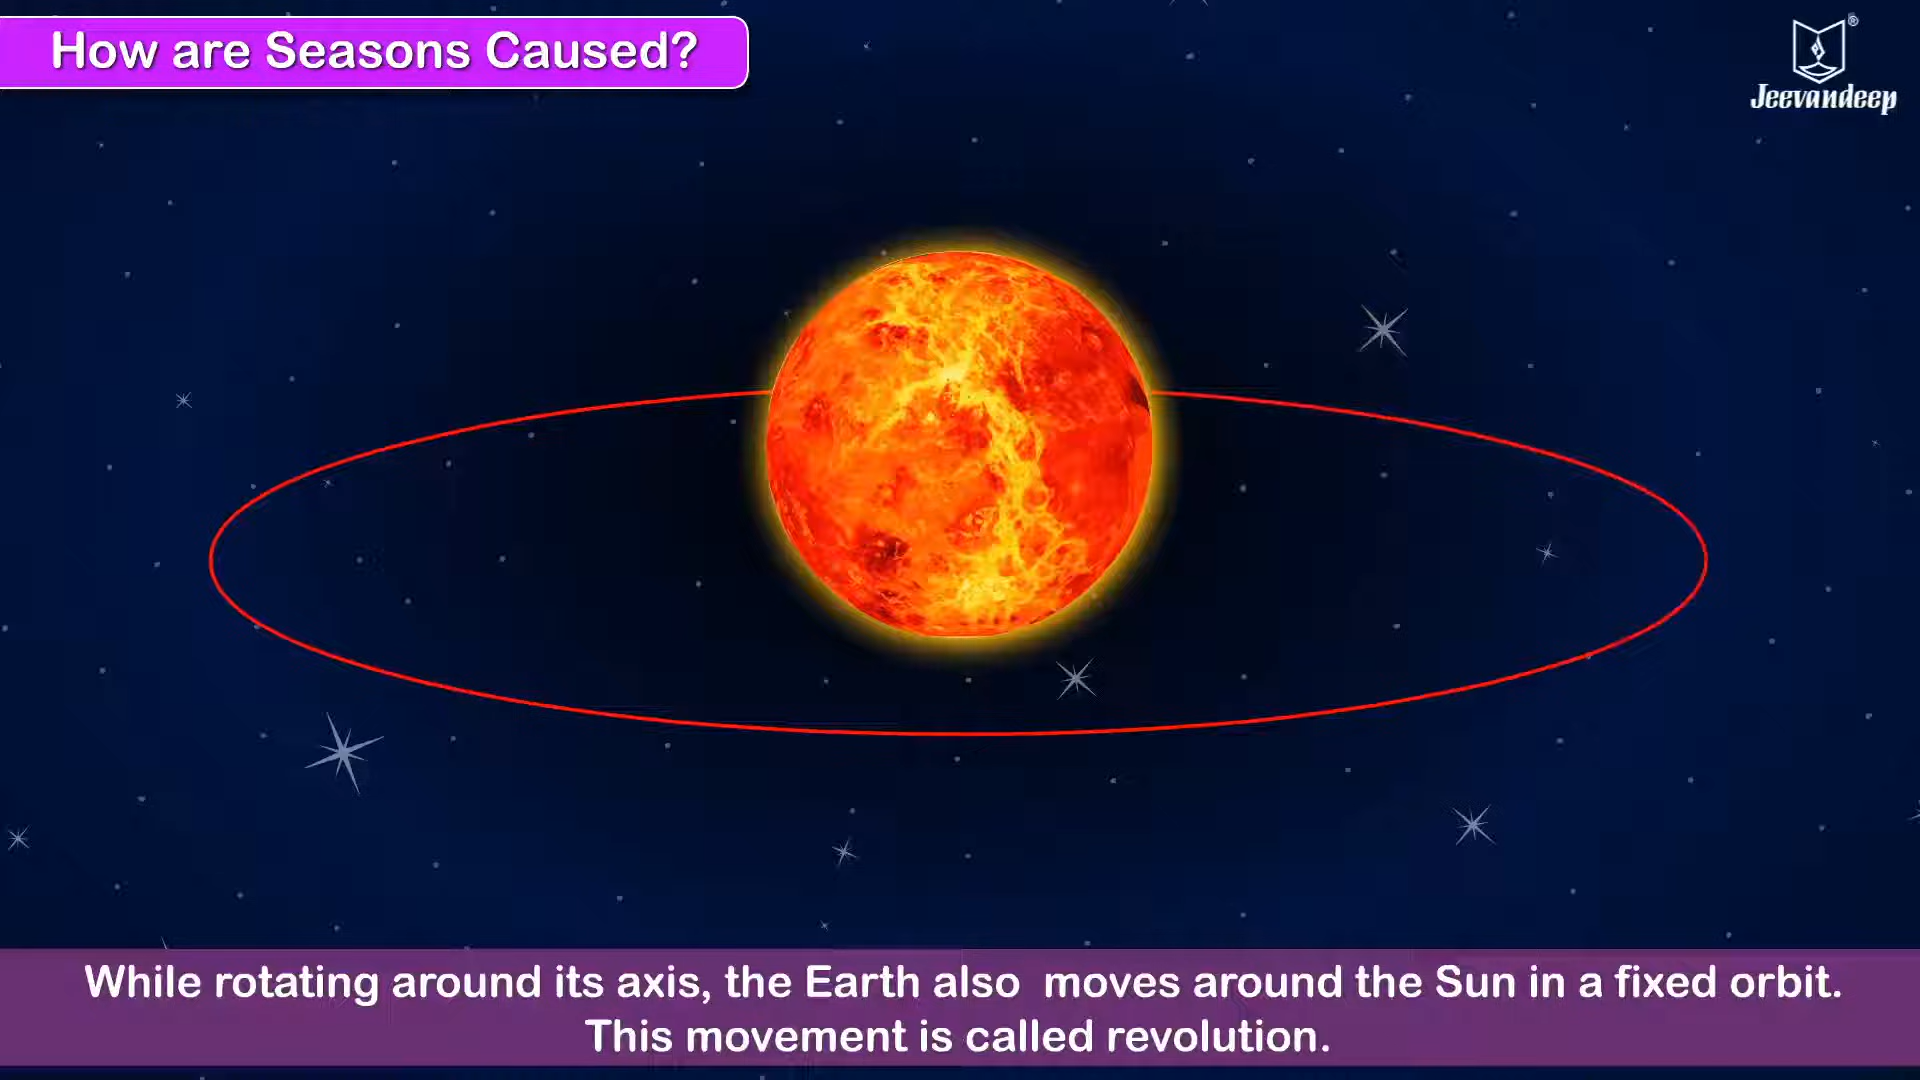 How are Seasons Caused?
®
Jeevandeep
While rotating around its axis, the Earth also  moves around the Sun in a fixed orbit.
This movement is called revolution.